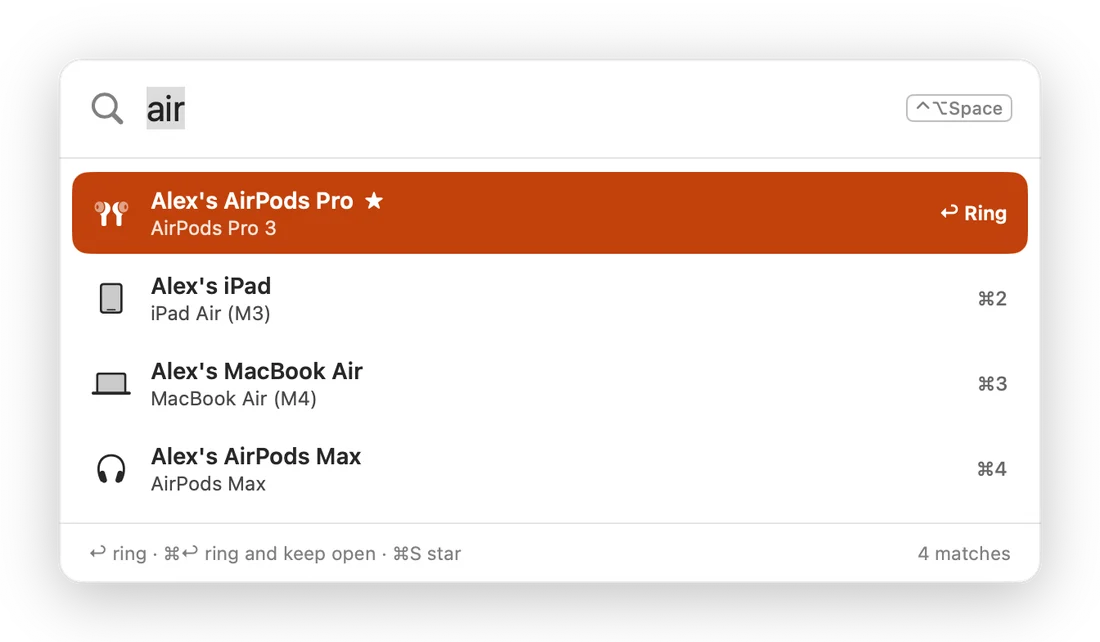 air
^⌥Space
Alex's AirPods Pro ★
AirPods Pro 3
↩ Ring
Alex's iPad
iPad Air (M3)
⌘2
Alex's MacBook Air
MacBook Air (M4)
⌘3
Alex's AirPods Max
AirPods Max
⌘4
↩ ring · ⌘↩ ring and keep open · ⌘S star
4 matches